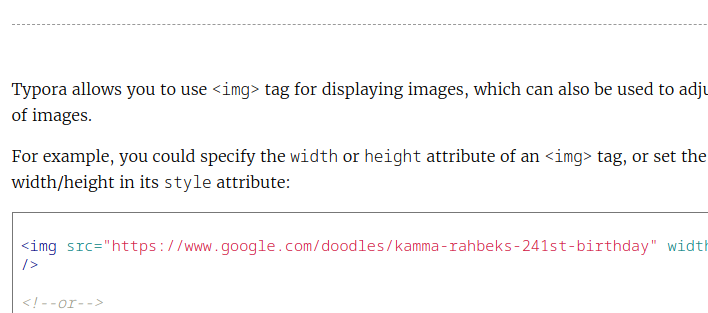 Typora allows you to use <img> tag for displaying images, which can also be used to
of images.
For example, you could specify the width or height attribute of an <img> tag, or set the
width/height in its style attribute:
<img src="https://www.google.com/doodles/kamma-rahbeks-241st-birthday"
/>
<!--or-->